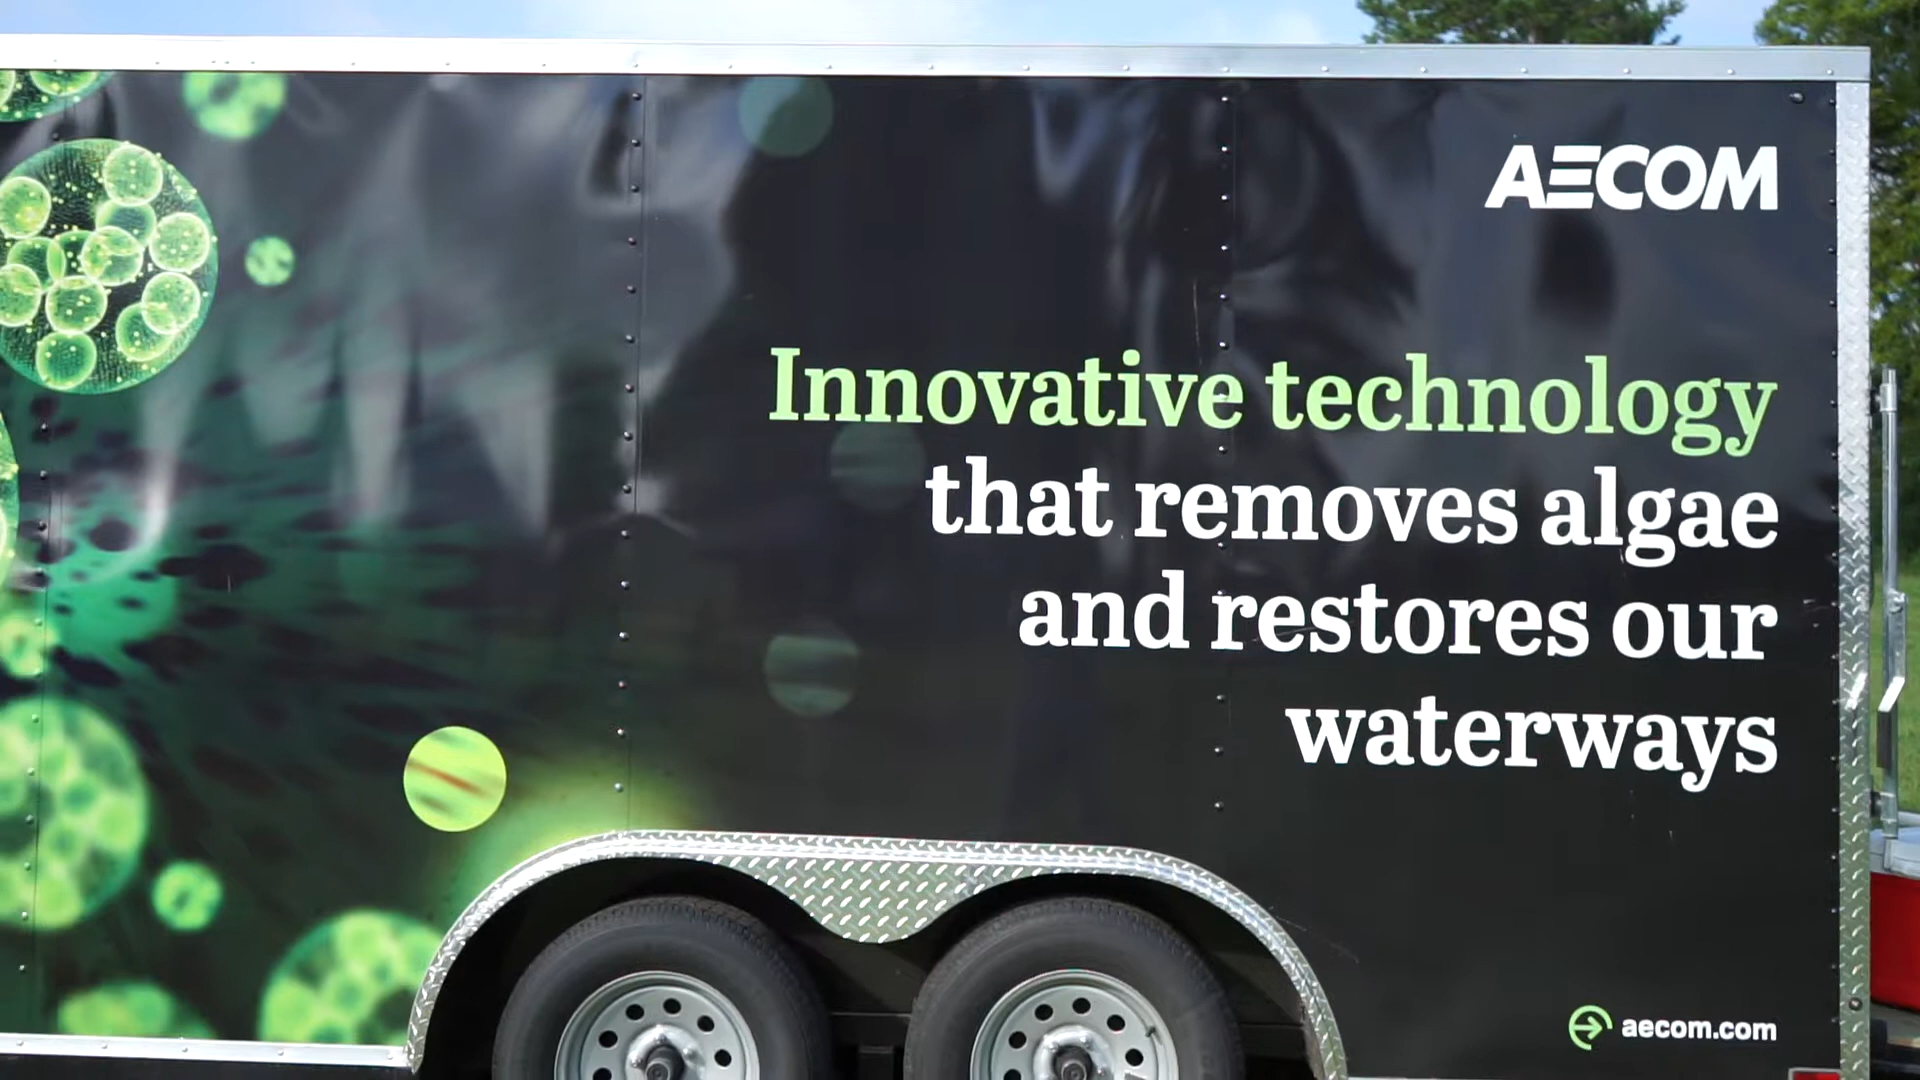 AECOM
Innovative technology
that removes algae
and restores our
waterways
aecom.com